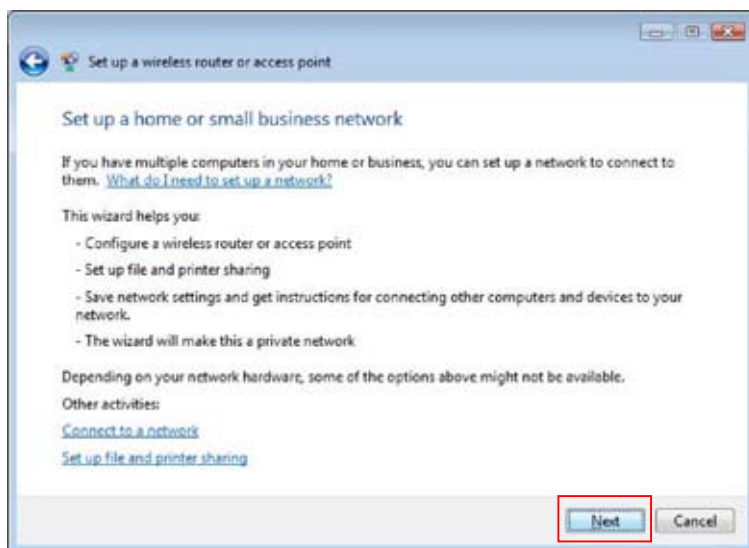 Set up a wireless router or access point
Set up a home or small business network
If you have multiple computers in your home or business, you can set up a network to connect to
them. What do I need to set up a network?
This wizard helps you:
- Configure a wireless router or access point
- Set up file and printer sharing
- Save network settings and get instructions for connecting other computers and devices to your
network.
- The wizard will make this a private network
Depending on your network hardware, some of the options above might not be available.
Other activities:
Connect to a network
Set up file and printer sharing
Next Cancel